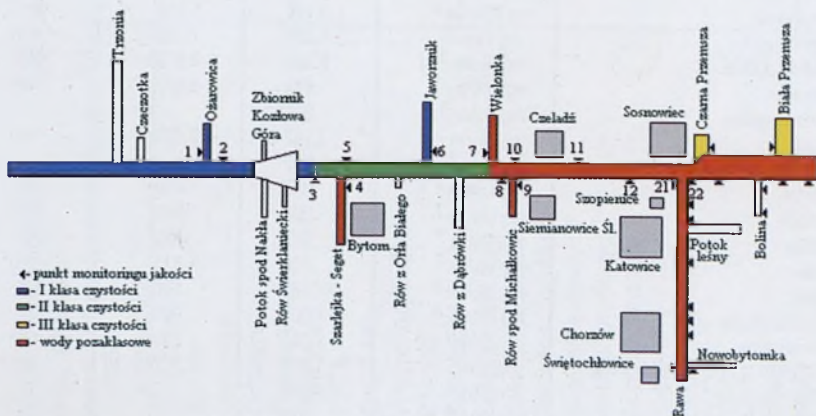 Trzonia
Czeczotka
Ożarowica
Zbiornik
Kozłowa
Góra
Jaworznik
Wielonka
Czeladź
Sosnowiec
Czarna Przemsza
Biała Przemsza
1
2
5
6
7
10
11
3
4
8
9
12
21
22
Potok spod Nakła
Rów Świerklaniecki
Szarlejka - Seget
Bytom
Rów z Orła Białego
Rów z Dąbrówki
Rów spod Michałkowic
Siemianowice Śl.
Szopienice
Katowice
Potok
leśny
Bolina
Chorzów
Świętochłowice
Nowobytomka
Rawa
- punkt monitoringu jakości
- I klasa czystości
- II klasa czystości
- III klasa czystości
- wody pozaklasowe